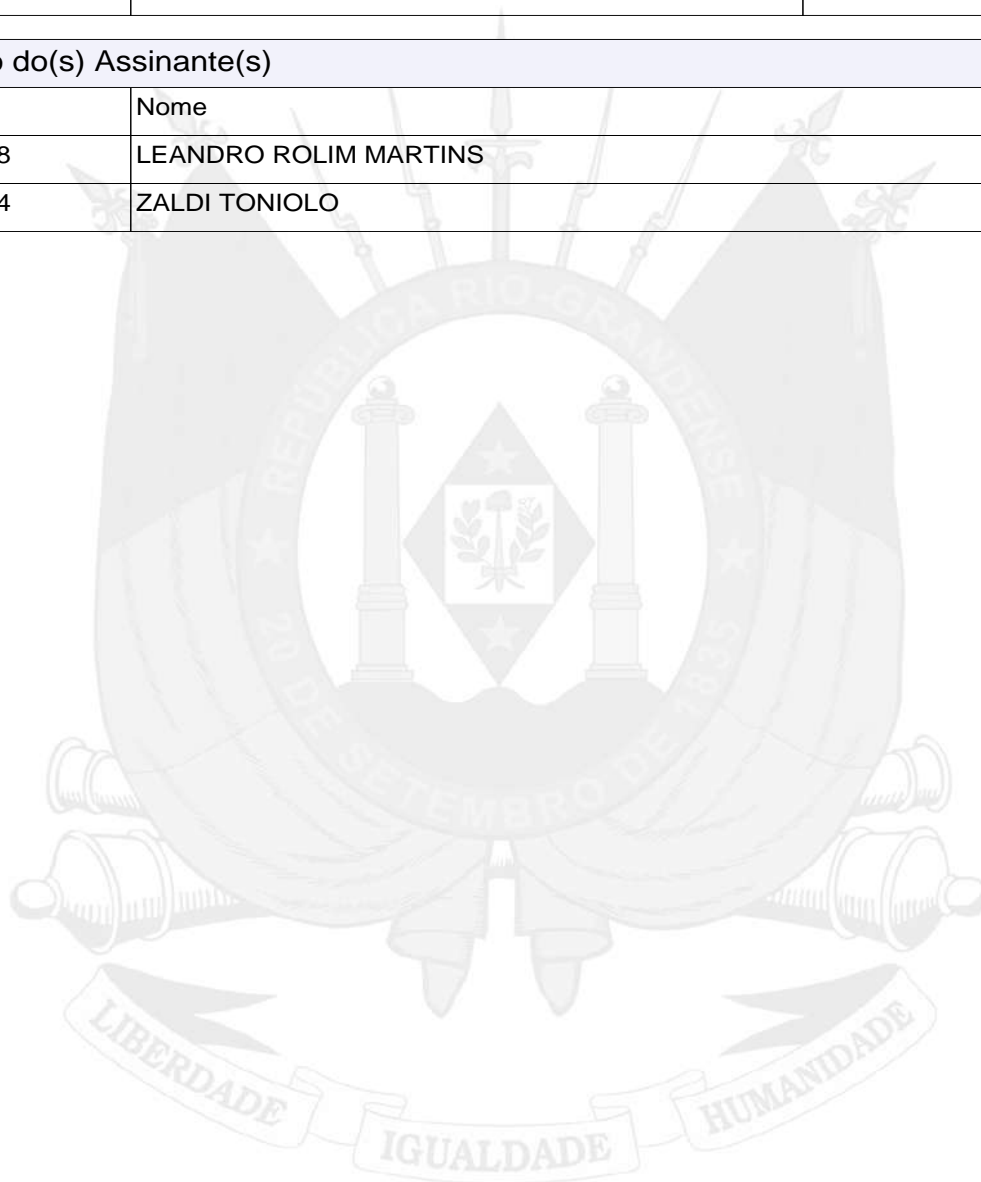 o do(s) Assinante(s)
Nome
8 LEANDRO ROLIM MARTINS
4 ZALDI TONIOLO
REPÚBLICA RIO-GRANDENSE
20 DE SETEMBRO DE 1835
LIBERDADE IGUALDADE HUMANIDADE